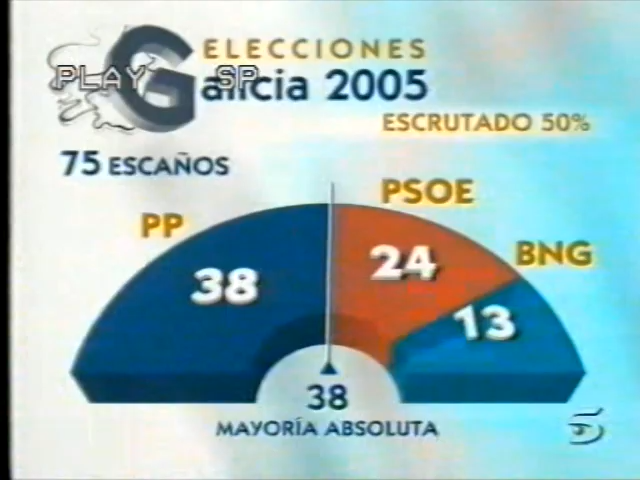 ELECCIONES
PLAY SP
Galicia 2005
ESCRUTADO 50%
75 ESCAÑOS
PSOE
PP
BNG
38
24
13
38
MAYORÍA ABSOLUTA
5